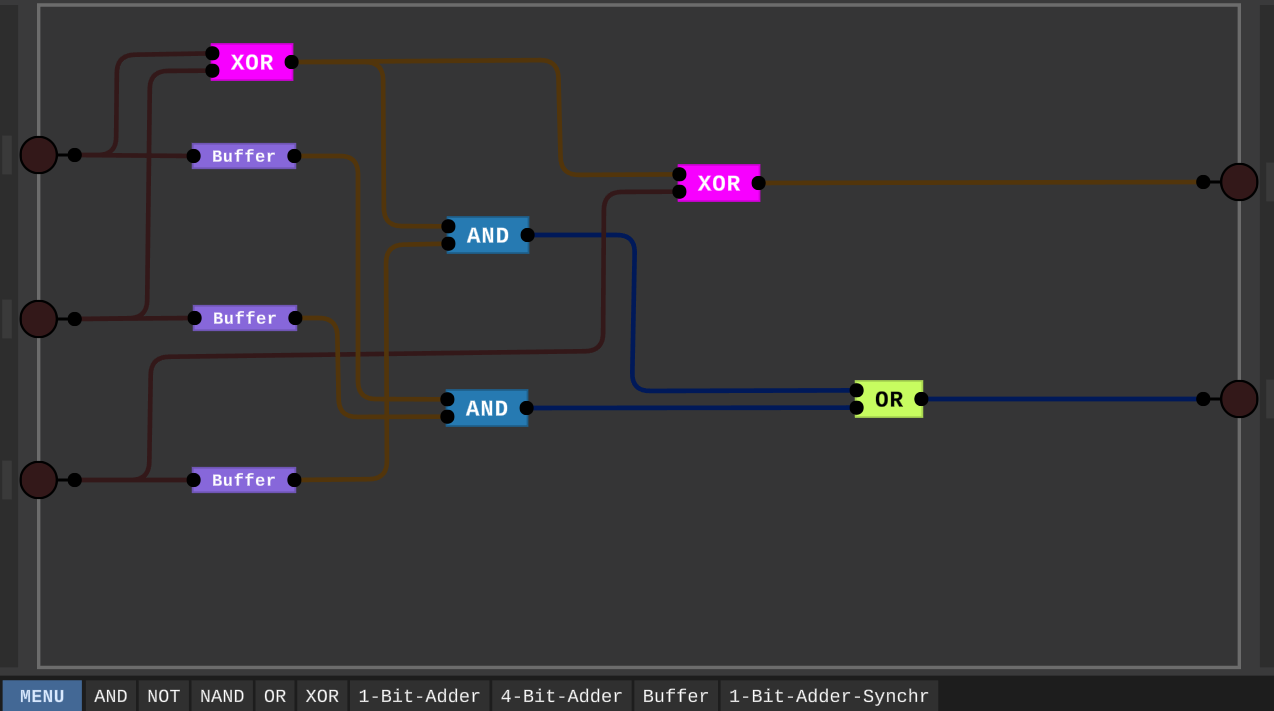 XOR
Buffer
XOR
AND
Buffer
AND
OR
Buffer
MENU AND NOT NAND OR XOR 1-Bit-Adder 4-Bit-Adder Buffer 1-Bit-Adder-Synchr